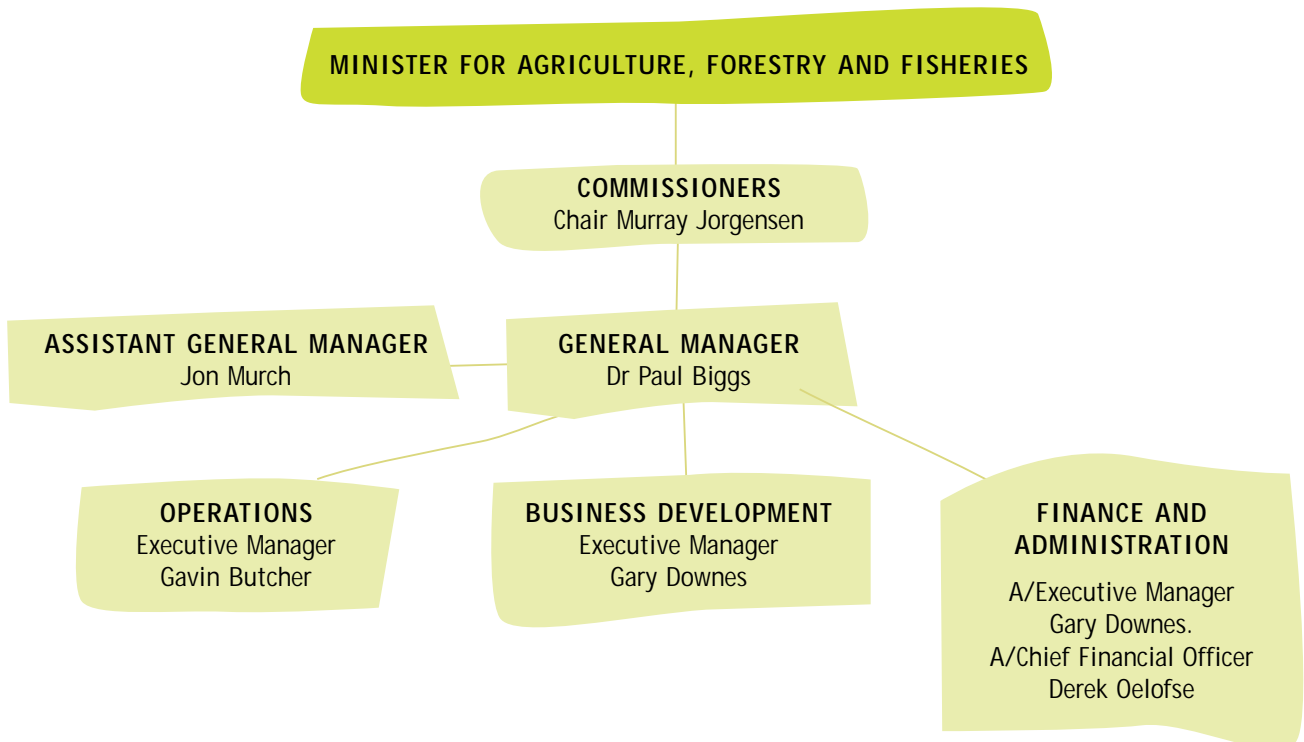 MINISTER FOR AGRICULTURE, FORESTRY AND FISHERIES
COMMISSIONERS
Chair Murray Jorgensen
ASSISTANT GENERAL MANAGER
Jon Murch
GENERAL MANAGER
Dr Paul Biggs
OPERATIONS
Executive Manager
Gavin Butcher
BUSINESS DEVELOPMENT
Executive Manager
Gary Downes
FINANCE AND
ADMINISTRATION
A/Executive Manager
Gary Downes.
A/Chief Financial Officer
Derek Oelofse